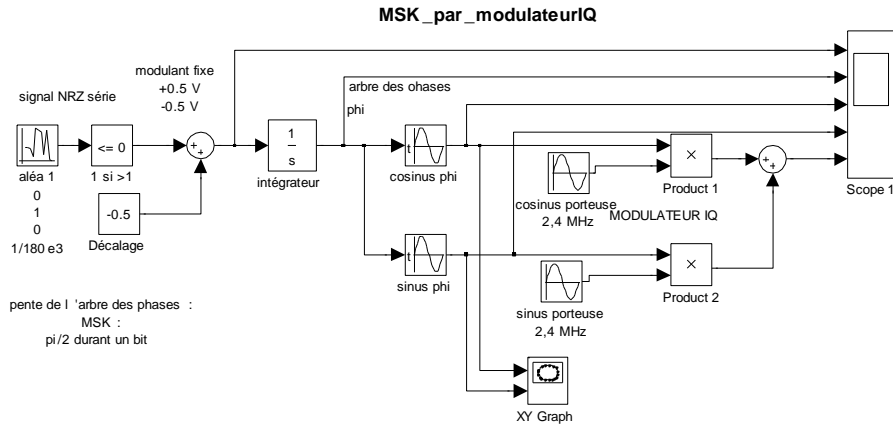 MSK_par_modulateurIQ
signal NRZ série
modulant fixe
+0.5 V
-0.5 V
arbre des ohases
phi
aléa 1
0
1
0
1/180 e3
<= 0
1 si >1
+
+
-0.5
Décalage
1
s
intégrateur
t
cosinus phi
t
sinus phi
cosinus porteuse
2,4 MHz
MODULATEUR IQ
×
Product 1
+
+
Scope 1
sinus porteuse
2,4 MHz
×
Product 2
XY Graph
pente de l 'arbre des phases :
MSK :
pi/2 durant un bit